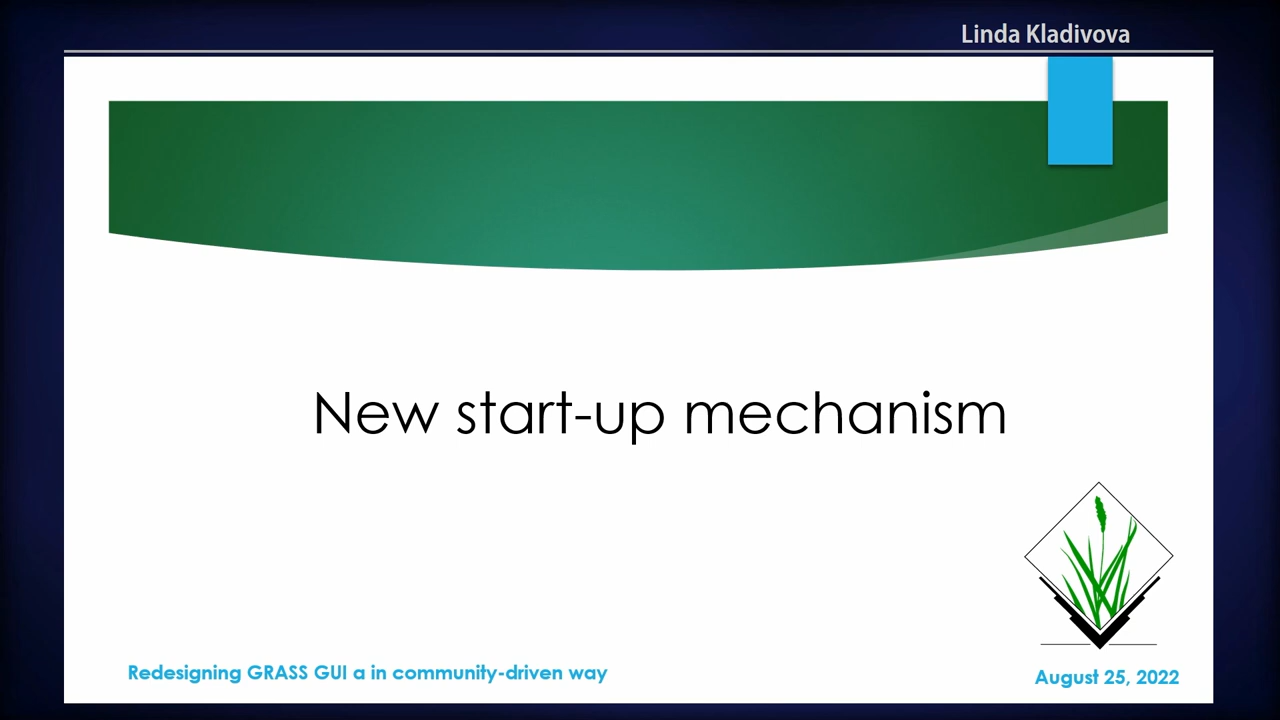 Linda Kladivova
New start-up mechanism
Redesigning GRASS GUI a in community-driven way
August 25, 2022